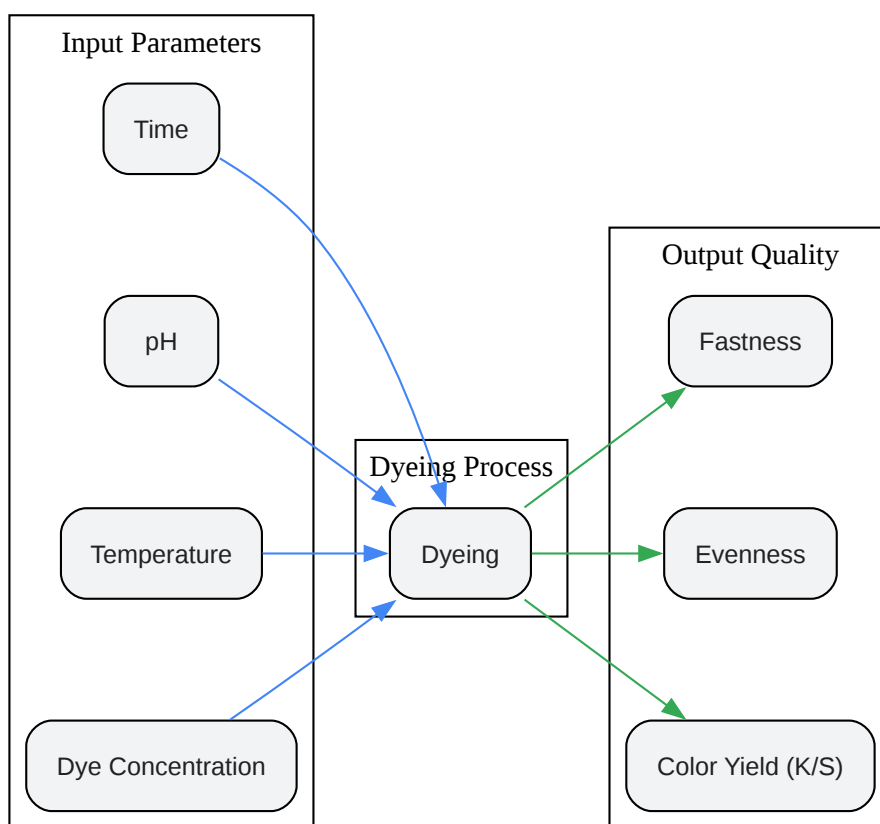 Input Parameters
Time
pH
Temperature
Dye Concentration
Dyeing Process
Dyeing
Output Quality
Fastness
Evenness
Color Yield (K/S)